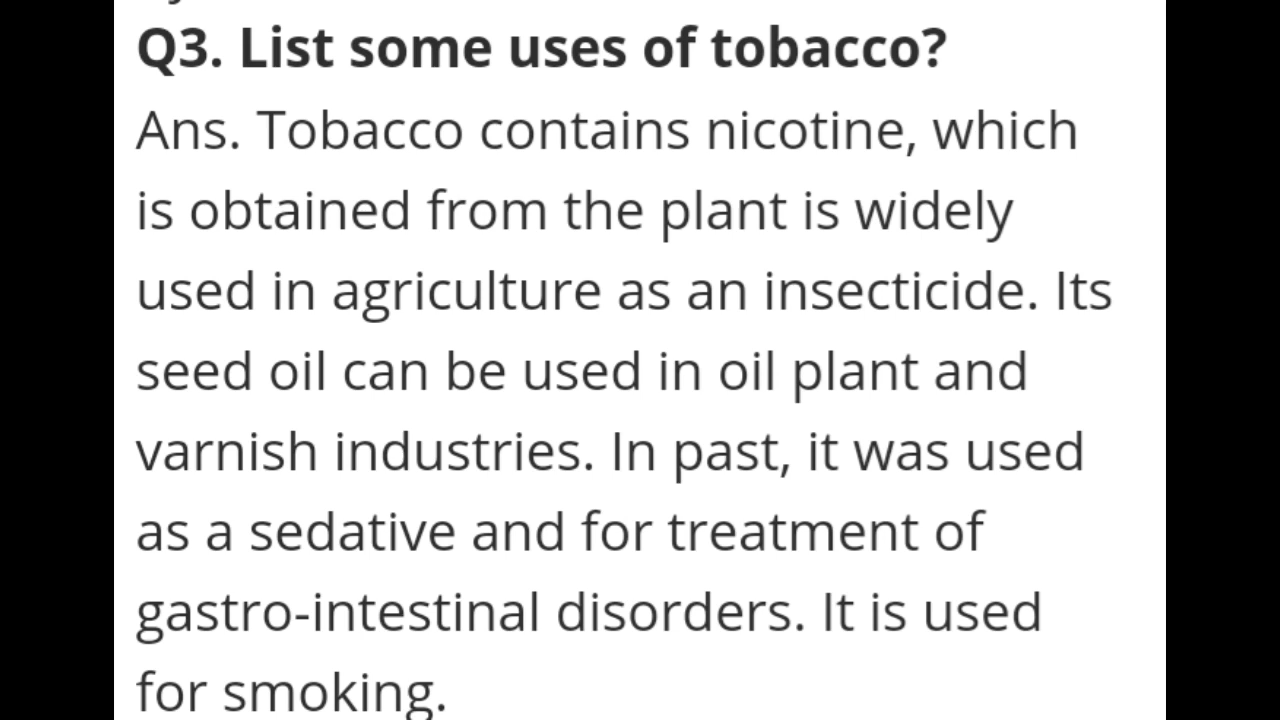 Q3. List some uses of tobacco?
Ans. Tobacco contains nicotine, which
is obtained from the plant is widely
used in agriculture as an insecticide. Its
seed oil can be used in oil plant and
varnish industries. In past, it was used
as a sedative and for treatment of
gastro-intestinal disorders. It is used
for smoking.